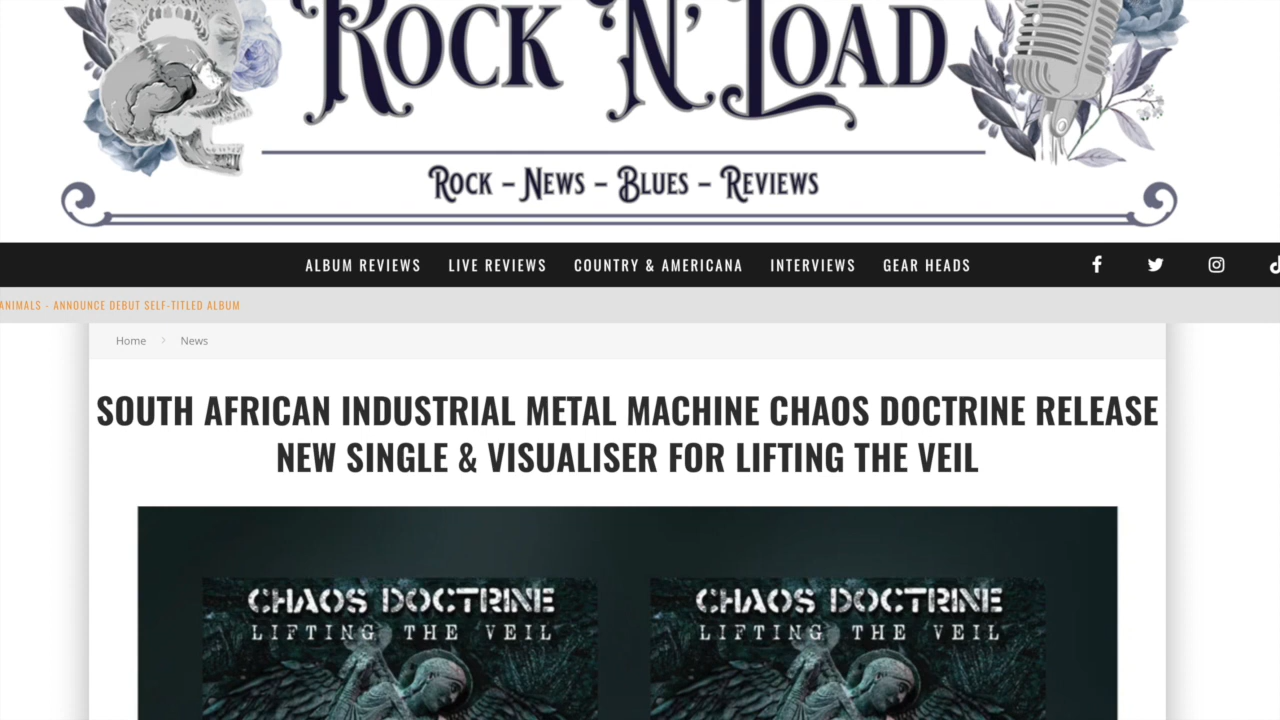 ROCK N' LOAD
ROCK – NEWS – BLUES – REVIEWS
ALBUM REVIEWS LIVE REVIEWS COUNTRY & AMERICANA INTERVIEWS GEAR HEADS
ANIMALS - ANNOUNCE DEBUT SELF-TITLED ALBUM
Home > News
SOUTH AFRICAN INDUSTRIAL METAL MACHINE CHAOS DOCTRINE RELEASE
NEW SINGLE & VISUALISER FOR LIFTING THE VEIL
CHAOS DOCTRINE CHAOS DOCTRINE
LIFTING THE VEIL LIFTING THE VEIL